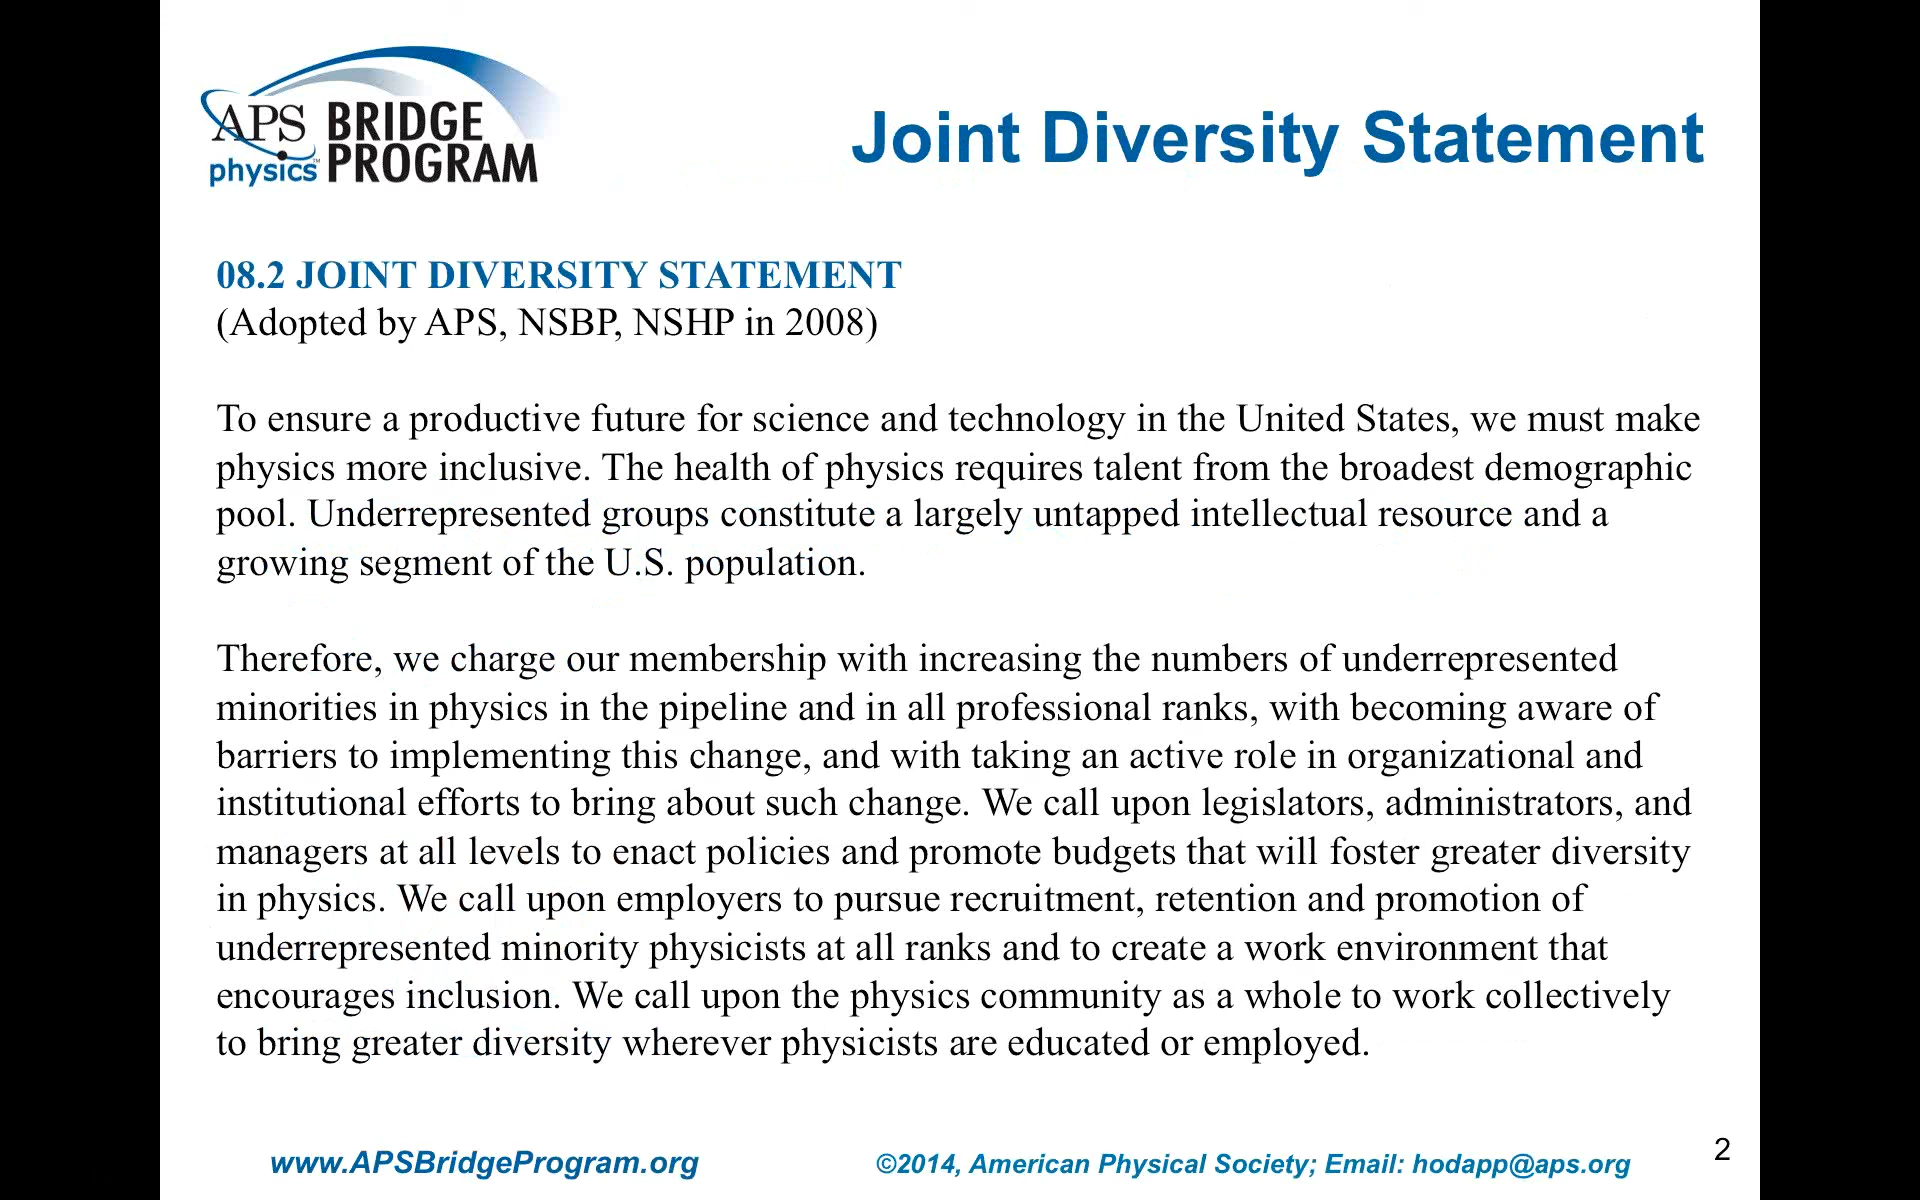 APS BRIDGE
physics™ PROGRAM
Joint Diversity Statement
08.2 JOINT DIVERSITY STATEMENT
(Adopted by APS, NSBP, NSHP in 2008)
To ensure a productive future for science and technology in the United States, we must make
physics more inclusive. The health of physics requires talent from the broadest demographic
pool. Underrepresented groups constitute a largely untapped intellectual resource and a
growing segment of the U.S. population.
Therefore, we charge our membership with increasing the numbers of underrepresented
minorities in physics in the pipeline and in all professional ranks, with becoming aware of
barriers to implementing this change, and with taking an active role in organizational and
institutional efforts to bring about such change. We call upon legislators, administrators, and
managers at all levels to enact policies and promote budgets that will foster greater diversity
in physics. We call upon employers to pursue recruitment, retention and promotion of
underrepresented minority physicists at all ranks and to create a work environment that
encourages inclusion. We call upon the physics community as a whole to work collectively
to bring greater diversity wherever physicists are educated or employed.
www.APSBridgeProgram.org
©2014, American Physical Society; Email: hodapp@aps.org
2